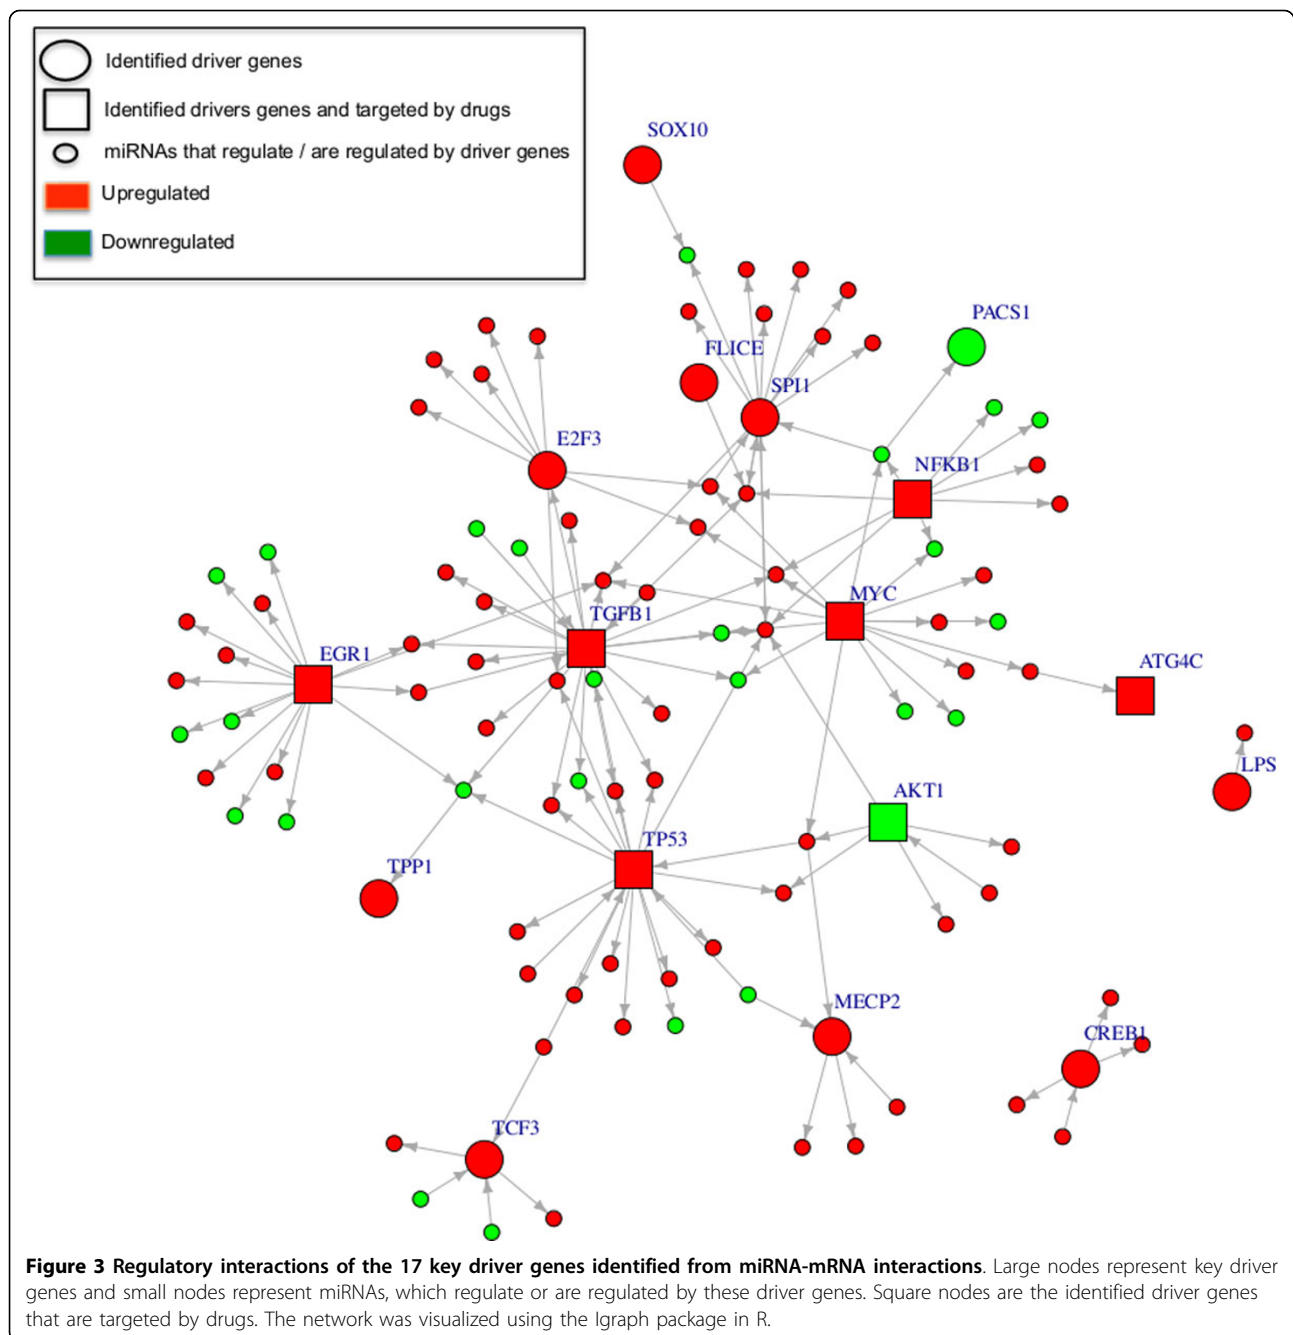 Identified driver genes
Identified drivers genes and targeted by drugs
miRNAs that regulate / are regulated by driver genes
Upregulated
Downregulated
SOX10
PACS1
FLICE
SPI1
E2F3
NFKB1
MYC
TGFB1
EGR1
ATG4C
LPS
AKT1
TP53
TPP1
MECP2
CREB1
TCF3
Figure 3 Regulatory interactions of the 17 key driver genes identified from miRNA-mRNA interactions. Large nodes represent key driver
genes and small nodes represent miRNAs, which regulate or are regulated by these driver genes. Square nodes are the identified driver genes
that are targeted by drugs. The network was visualized using the Igraph package in R.